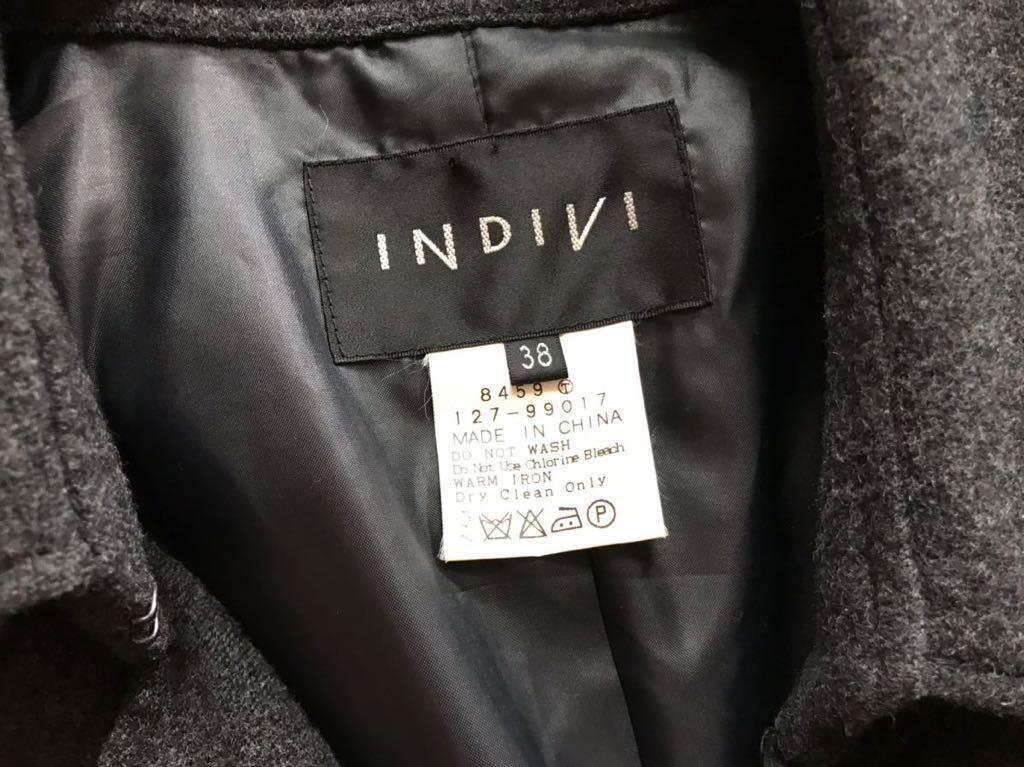 INDIVI
38
8459 Ⓣ
127-99017
MADE IN CHINA
DO NOT WASH
Do Not Use Chlorine Bleach
WARM IRON
Dry Clean Only
P